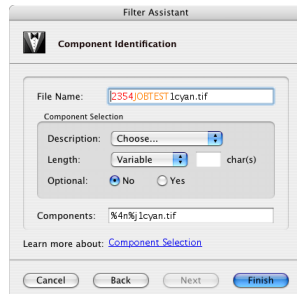 Filter Assistant
Component Identification
File Name: 2354JOBTEST1cyan.tif
Component Selection
Description: Choose...
Length: Variable char(s)
Optional: No Yes
Components: %4n%j1cyan.tif
Learn more about: Component Selection
Cancel Back Next Finish